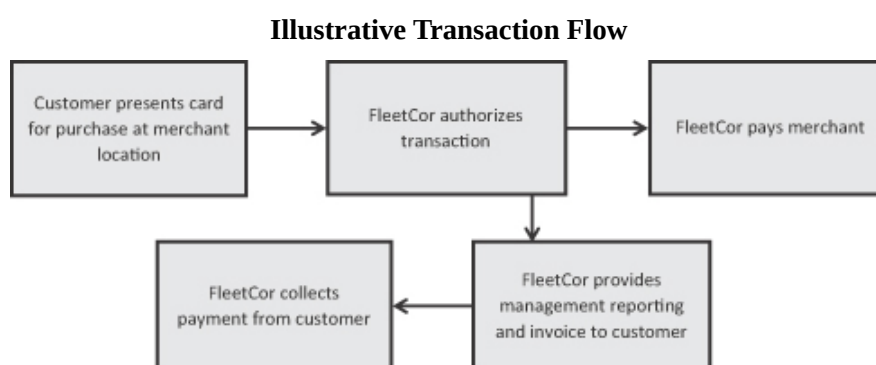 Illustrative Transaction Flow
Customer presents card
for purchase at merchant
location
FleetCor authorizes
transaction
FleetCor pays merchant
FleetCor collects
payment from customer
FleetCor provides
management reporting
and invoice to customer